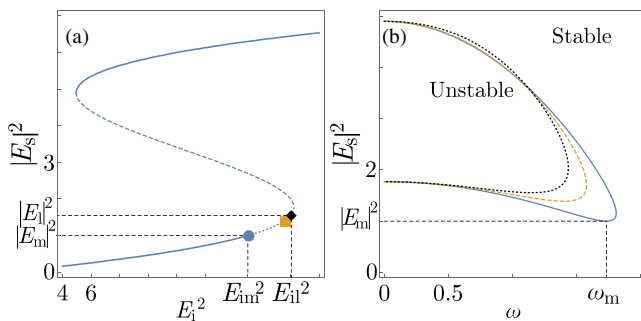 (a)
|E_s|^2
3
|E_l|^2
|E_m|^2
4 6 E_im^2 E_il^2
E_i^2
(b)
Stable
Unstable
|E_s|^2
2
|E_m|^2
0
0 0.5 ω_m
ω